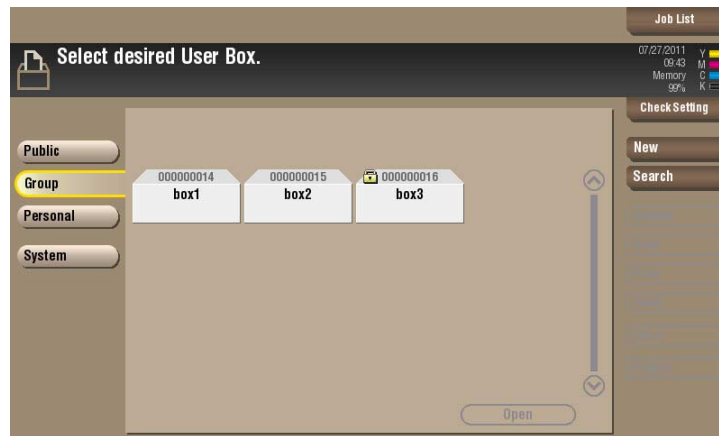 Job List
Select desired User Box.
07/27/2011
09:43
Memory
99%
Y
M
C
K
Check Setting
Public
Group
Personal
System
000000014
box1
000000015
box2
000000016
box3
New
Search
Open